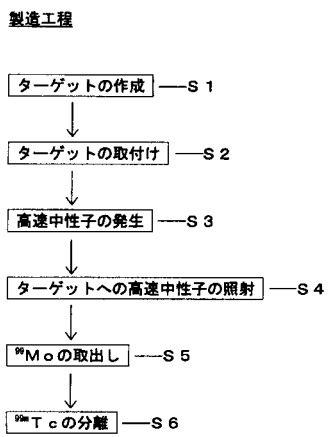 製造工程
ターゲットの作成 S1
ターゲットの取付け S2
高速中性子の発生 S3
ターゲットへの高速中性子の照射 S4
⁹⁹Moの取出し S5
⁹⁹ᵐTcの分離 S6